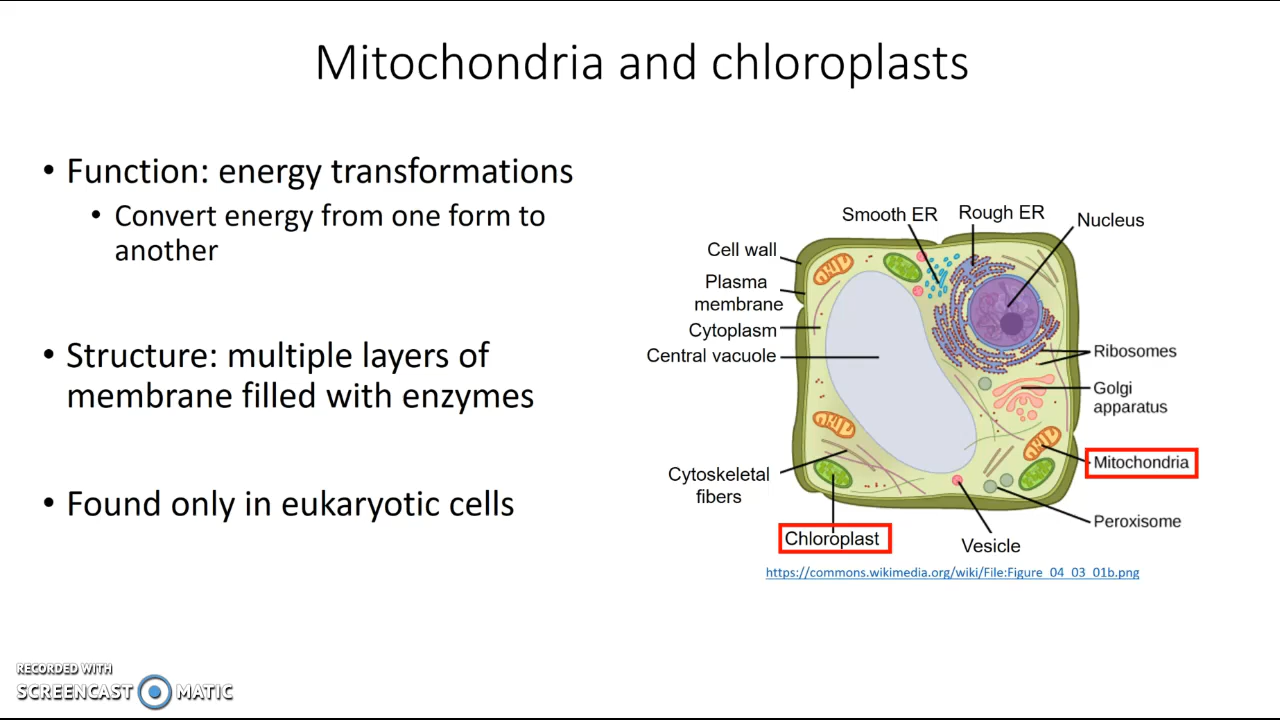 Mitochondria and chloroplasts
• Function: energy transformations
• Convert energy from one form to
another
• Structure: multiple layers of
membrane filled with enzymes
• Found only in eukaryotic cells
Smooth ER
Rough ER
Nucleus
Cell wall
Plasma
membrane
Cytoplasm
Central vacuole
Ribosomes
Golgi
apparatus
Mitochondria
Cytoskeletal
fibers
Peroxisome
Chloroplast
Vesicle
https://commons.wikimedia.org/wiki/File:Figure_04_03_01b.png
RECORDED WITH
SCREENCAST MATIC